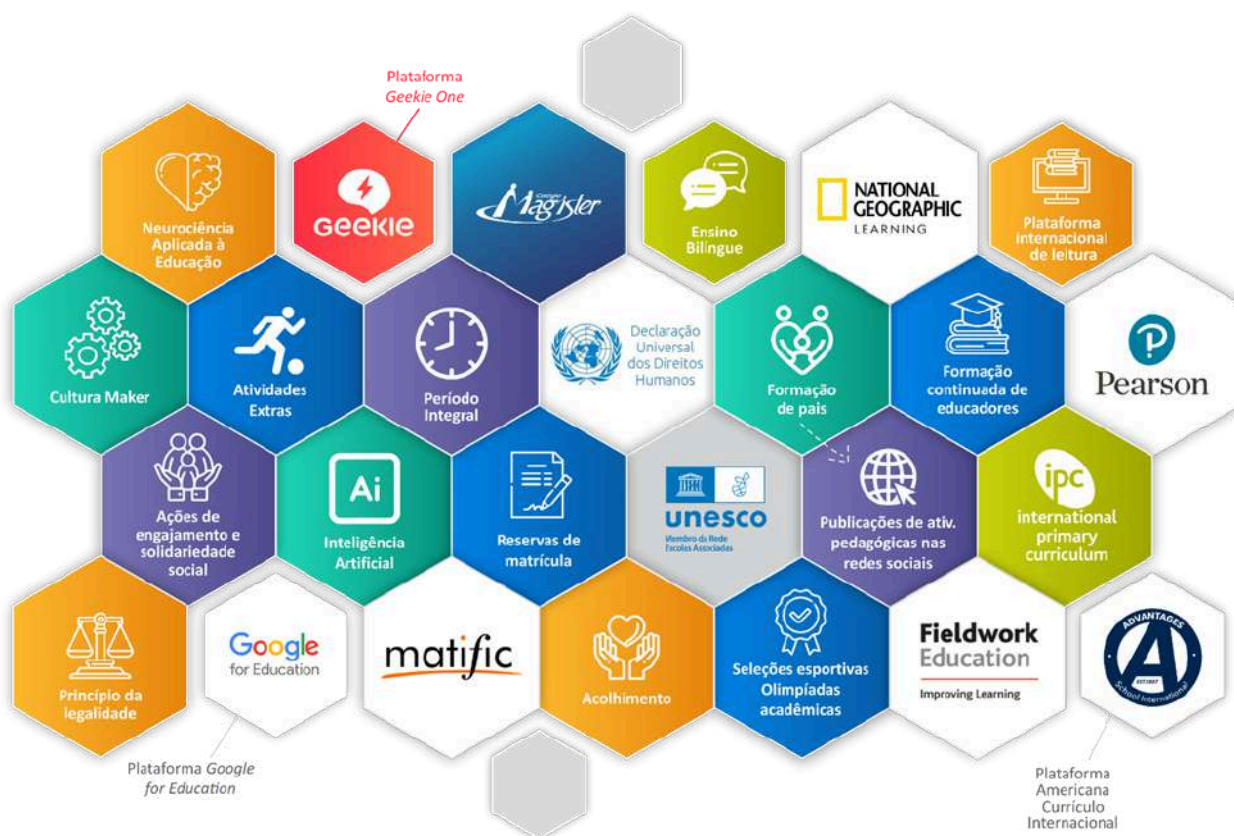 Plataforma
Geekie One
Neurociência
Aplicada à
Educação
Geekie
Colégio
Magister
Ensino
Bilíngue
NATIONAL
GEOGRAPHIC
LEARNING
Plataforma
internacional
de leitura
Cultura Maker
Atividades
Extras
Período
Integral
Declaração
Universal
dos Direitos
Humanos
Formação
de pais
Formação
continuada de
educadores
P
Pearson
Ações de
engajamento e
solidariedade
social
Ai
Inteligência
Artificial
Reservas de
matrícula
unesco
Membro da Rede
Escolas Associadas
Publicações de ativ.
pedagógicas nas
redes sociais
ipc
international
primary
curriculum
Princípio da
legalidade
Google
for Education
matific
Acolhimento
Seleções esportivas
Olimpíadas
acadêmicas
Fieldwork
Education
Improving Learning
ADVANTAGES
A
School International
Plataforma Google
for Education
Plataforma
Americana
Currículo
Internacional